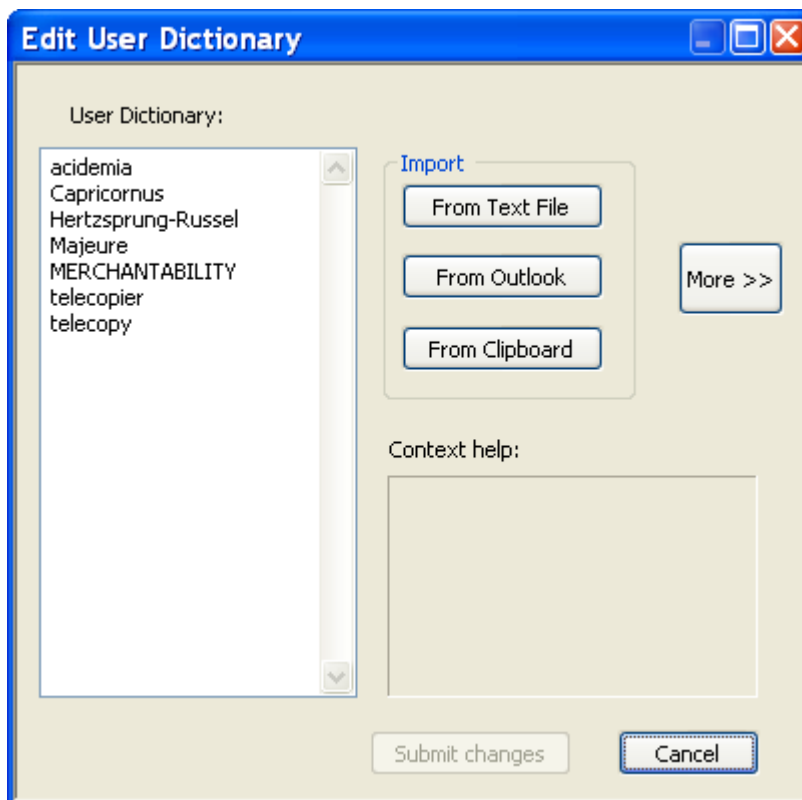 Edit User Dictionary
User Dictionary:
acidemia
Capricornus
Hertzsprung-Russel
Majeure
MERCHANTABILITY
telecopier
telecopy
Import
From Text File
From Outlook
From Clipboard
More >>
Context help:
Submit changes
Cancel